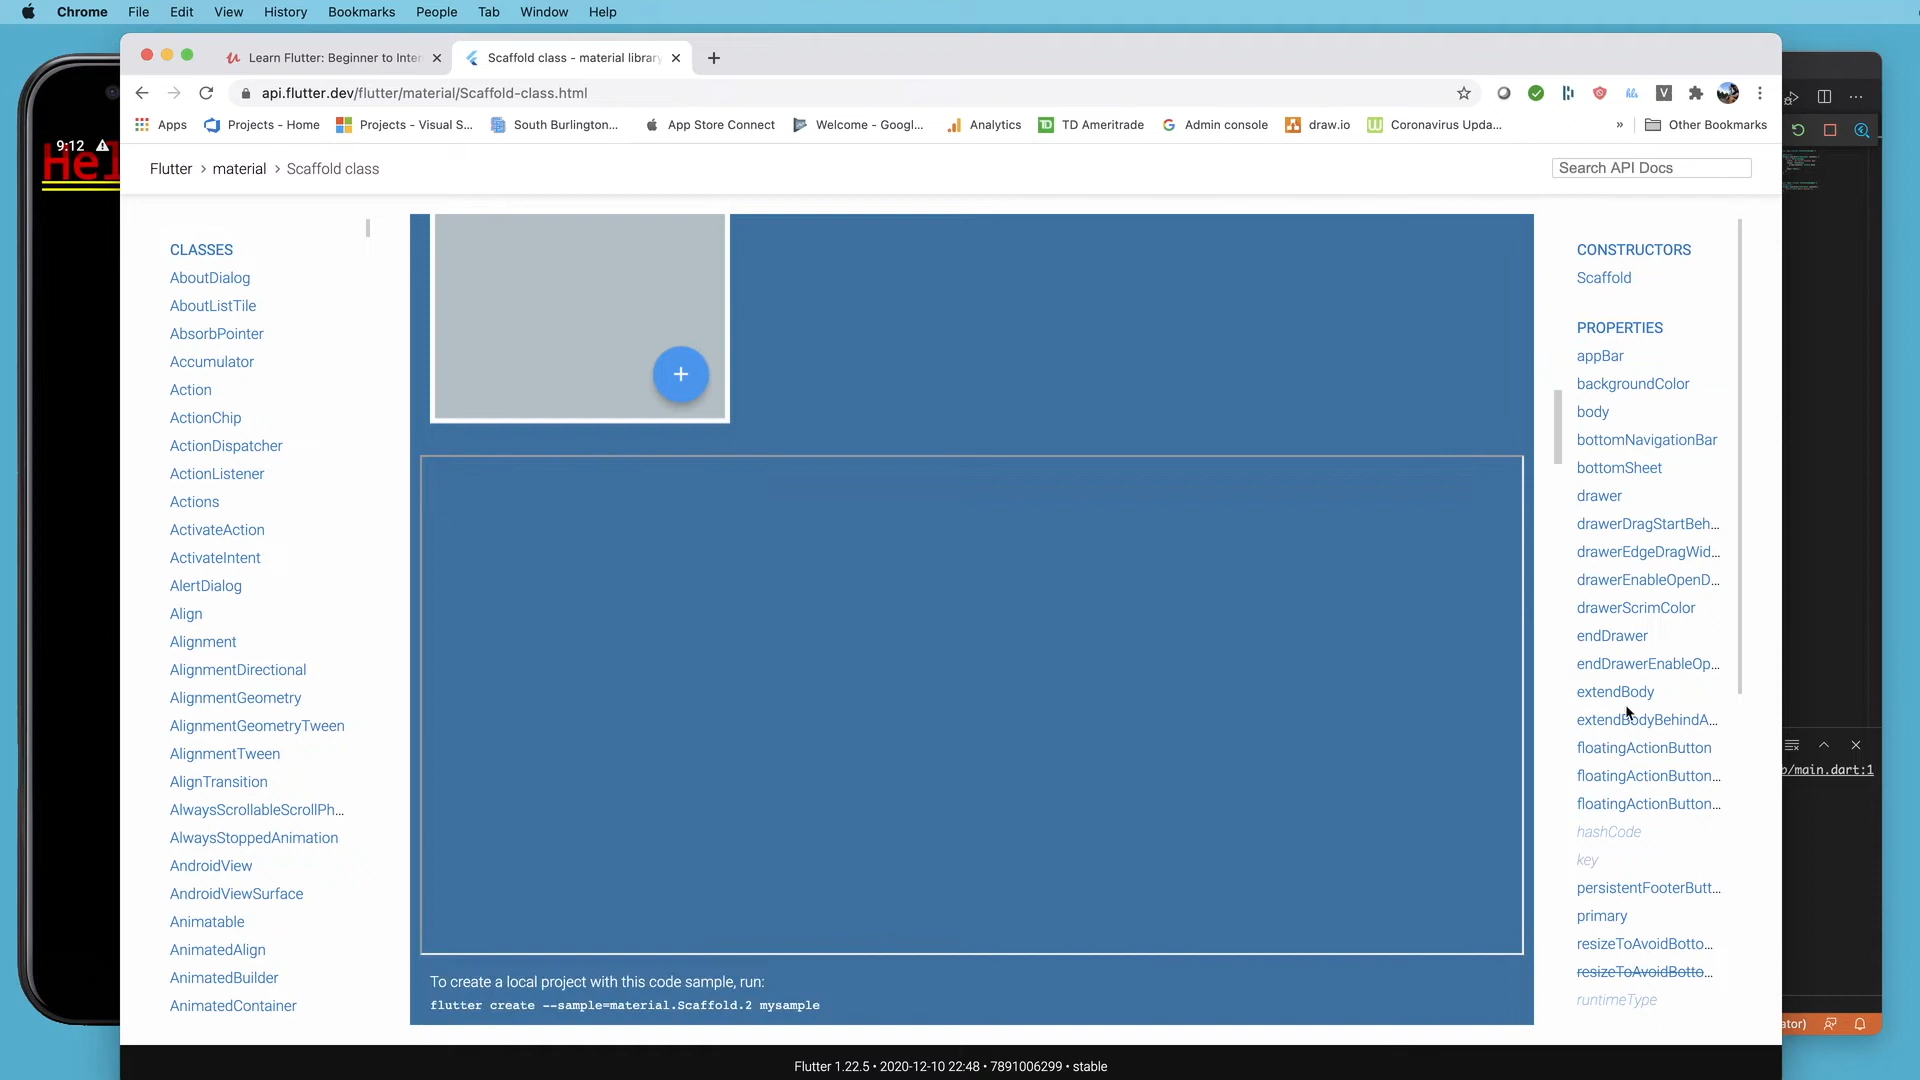 Chrome File Edit View History Bookmarks People Tab Window Help
Learn Flutter: Beginner to Inte
Scaffold class - material library
api.flutter.dev/flutter/material/Scaffold-class.html
Apps Projects - Home Projects - Visual S... South Burlington... App Store Connect Welcome - Googl... Analytics TD Ameritrade Admin console draw.io Coronavirus Upda... » Other Bookmarks
9:12
Hel
Flutter > material > Scaffold class
Search API Docs
CLASSES
AboutDialog
AboutListTile
AbsorbPointer
Accumulator
Action
ActionChip
ActionDispatcher
ActionListener
Actions
ActivateAction
ActivateIntent
AlertDialog
Align
Alignment
AlignmentDirectional
AlignmentGeometry
AlignmentGeometryTween
AlignmentTween
AlignTransition
AlwaysScrollableScrollPh...
AlwaysStoppedAnimation
AndroidView
AndroidViewSurface
Animatable
AnimatedAlign
AnimatedBuilder
AnimatedContainer
+
To create a local project with this code sample, run:
flutter create --sample=material.Scaffold.2 mysample
CONSTRUCTORS
Scaffold
PROPERTIES
appBar
backgroundColor
body
bottomNavigationBar
bottomSheet
drawer
drawerDragStartBeh...
drawerEdgeDragWid...
drawerEnableOpenD...
drawerScrimColor
endDrawer
endDrawerEnableOp...
extendBody
extendBodyBehindA...
floatingActionButton
floatingActionButton...
floatingActionButton...
hashCode
key
persistentFooterButt...
primary
resizeToAvoidBotto...
resizeToAvoidBotto...
runtimeType
b/main.dart:1
ator)
Flutter 1.22.5 • 2020-12-10 22:48 • 7891006299 • stable